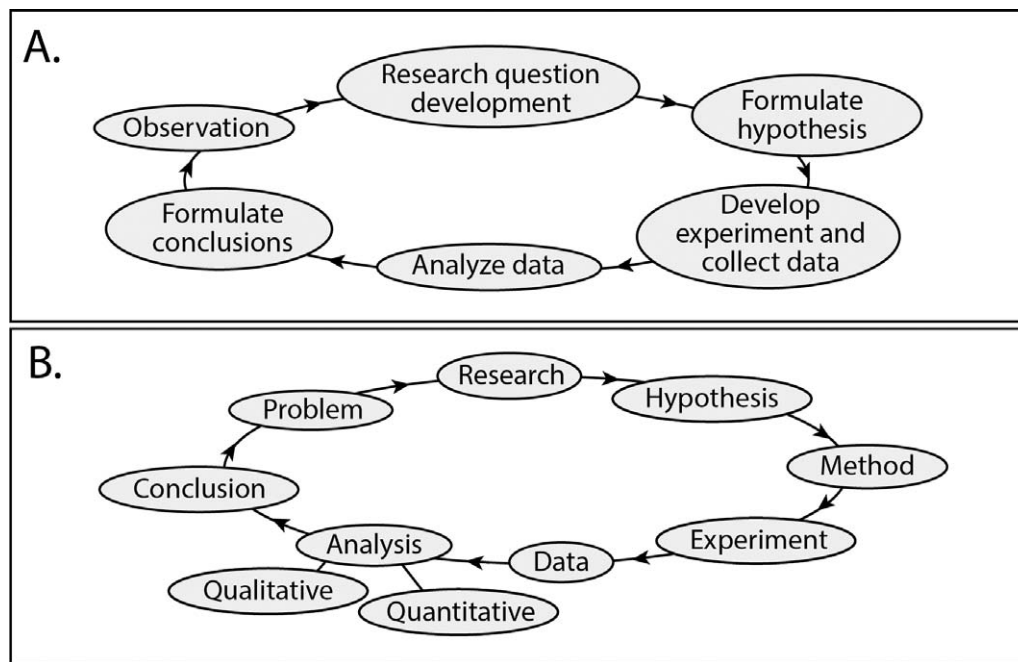 A.
Research question
development
Observation
Formulate
hypothesis
Formulate
conclusions
Develop
experiment and
collect data
Analyze data
B.
Research
Problem
Hypothesis
Method
Conclusion
Experiment
Analysis
Data
Qualitative
Quantitative